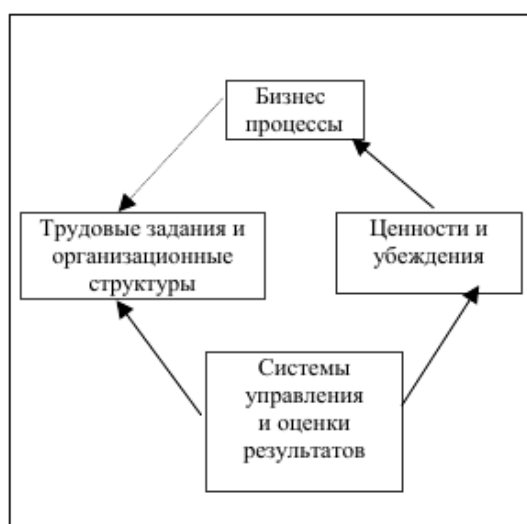 Бизнес
процессы
Трудовые задания и
организационные
структуры
Ценности и
убеждения
Системы
управления
и оценки
результатов